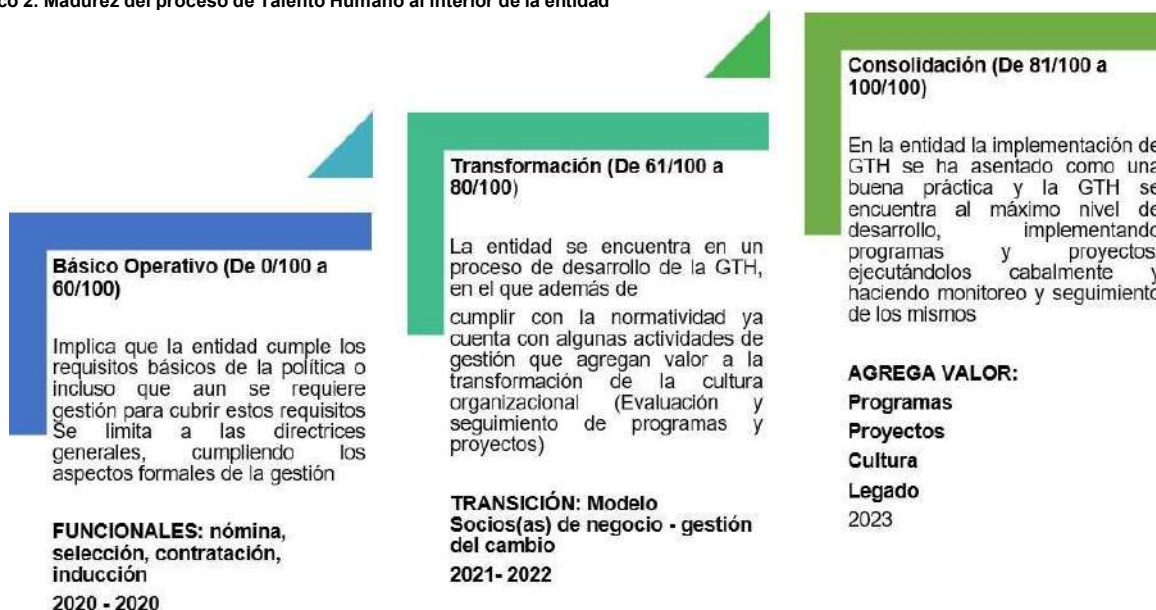 co 2. Madurez del proceso de Talento Humano al interior de la entidad
Básico Operativo (De 0/100 a
60/100)
Implica que la entidad cumple los
requisitos básicos de la política o
incluso que aun se requiere
gestión para cubrir estos requisitos
Se limita a las directrices
generales, cumpliendo los
aspectos formales de la gestión
FUNCIONALES: nómina,
selección, contratación,
inducción
2020 - 2020
Transformación (De 61/100 a
80/100)
La entidad se encuentra en un
proceso de desarrollo de la GTH,
en el que además de
cumplir con la normatividad ya
cuenta con algunas actividades de
gestión que agregan valor a la
transformación de la cultura
organizacional (Evaluación y
seguimiento de programas y
proyectos)
TRANSICIÓN: Modelo
Socios(as) de negocio - gestión
del cambio
2021- 2022
Consolidación (De 81/100 a
100/100)
En la entidad la implementación de
GTH se ha asentado como una
buena práctica y la GTH se
encuentra al máximo nivel de
desarrollo, implementando
programas y proyectos
ejecutándolos cabalmente y
haciendo monitoreo y seguimiento
de los mismos
AGREGA VALOR:
Programas
Proyectos
Cultura
Legado
2023